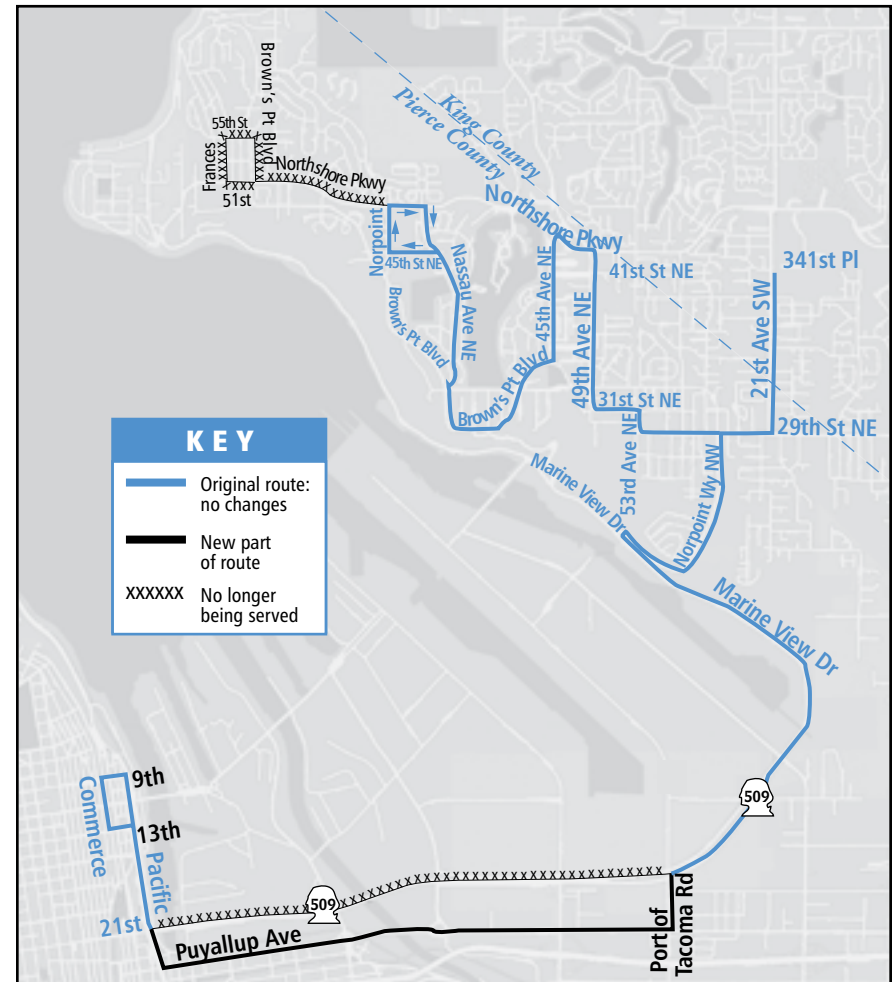 Brown's Pt Blvd
55th St
Frances
51st
Northshore Pkwy
King County
Pierce County
Northshore Pkwy
Norpoint
45th St NE
Nassau Ave NE
Brown's Pt Blvd
45th Ave NE
41st St NE
341st Pl
21st Ave SW
49th Ave NE
Brown's Pt Blvd
31st St NE
29th St NE
53rd Ave NE
Norpoint Wy NW
Marine View Dr
Marine View Dr
KEY
Original route:
no changes
New part
of route
XXXXXX No longer
being served
9th
Commerce
13th
Pacific
21st
509
509
Puyallup Ave
Port of
Tacoma Rd